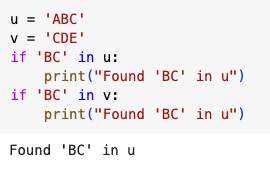 u = 'ABC'
v = 'CDE'
if 'BC' in u:
    print("Found 'BC' in u")
if 'BC' in v:
    print("Found 'BC' in u")
Found 'BC' in u